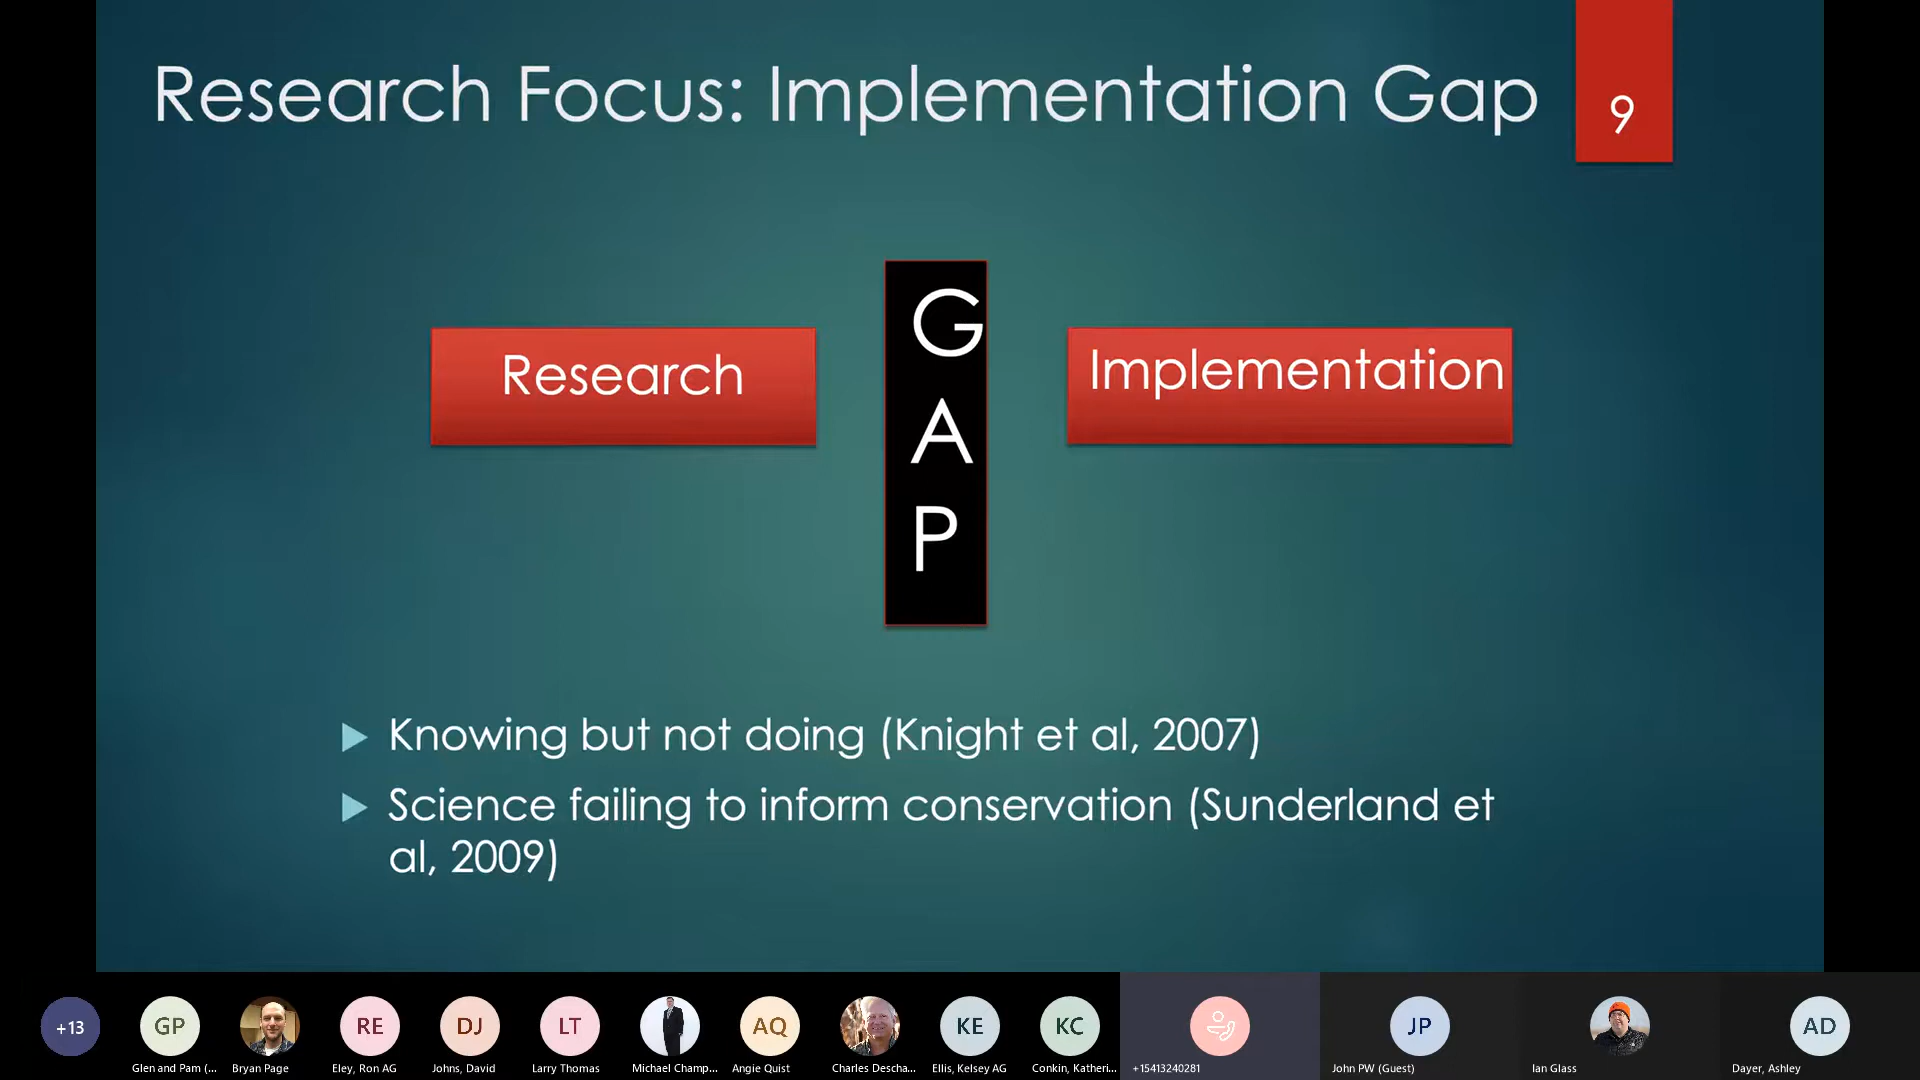 Research Focus: Implementation Gap
9
Research
G
A
P
Implementation
Knowing but not doing (Knight et al, 2007)
Science failing to inform conservation (Sunderland et
al, 2009)
+13
GP
RE
DJ
LT
AQ
KE
KC
JP
AD
Glen and Pam (...
Bryan Page
Eley, Ron AG
Johns, David
Larry Thomas
Michael Champ...
Angie Quist
Charles Descha...
Ellis, Kelsey AG
Conkin, Katheri...
+15413240281
John PW (Guest)
Ian Glass
Dayer, Ashley